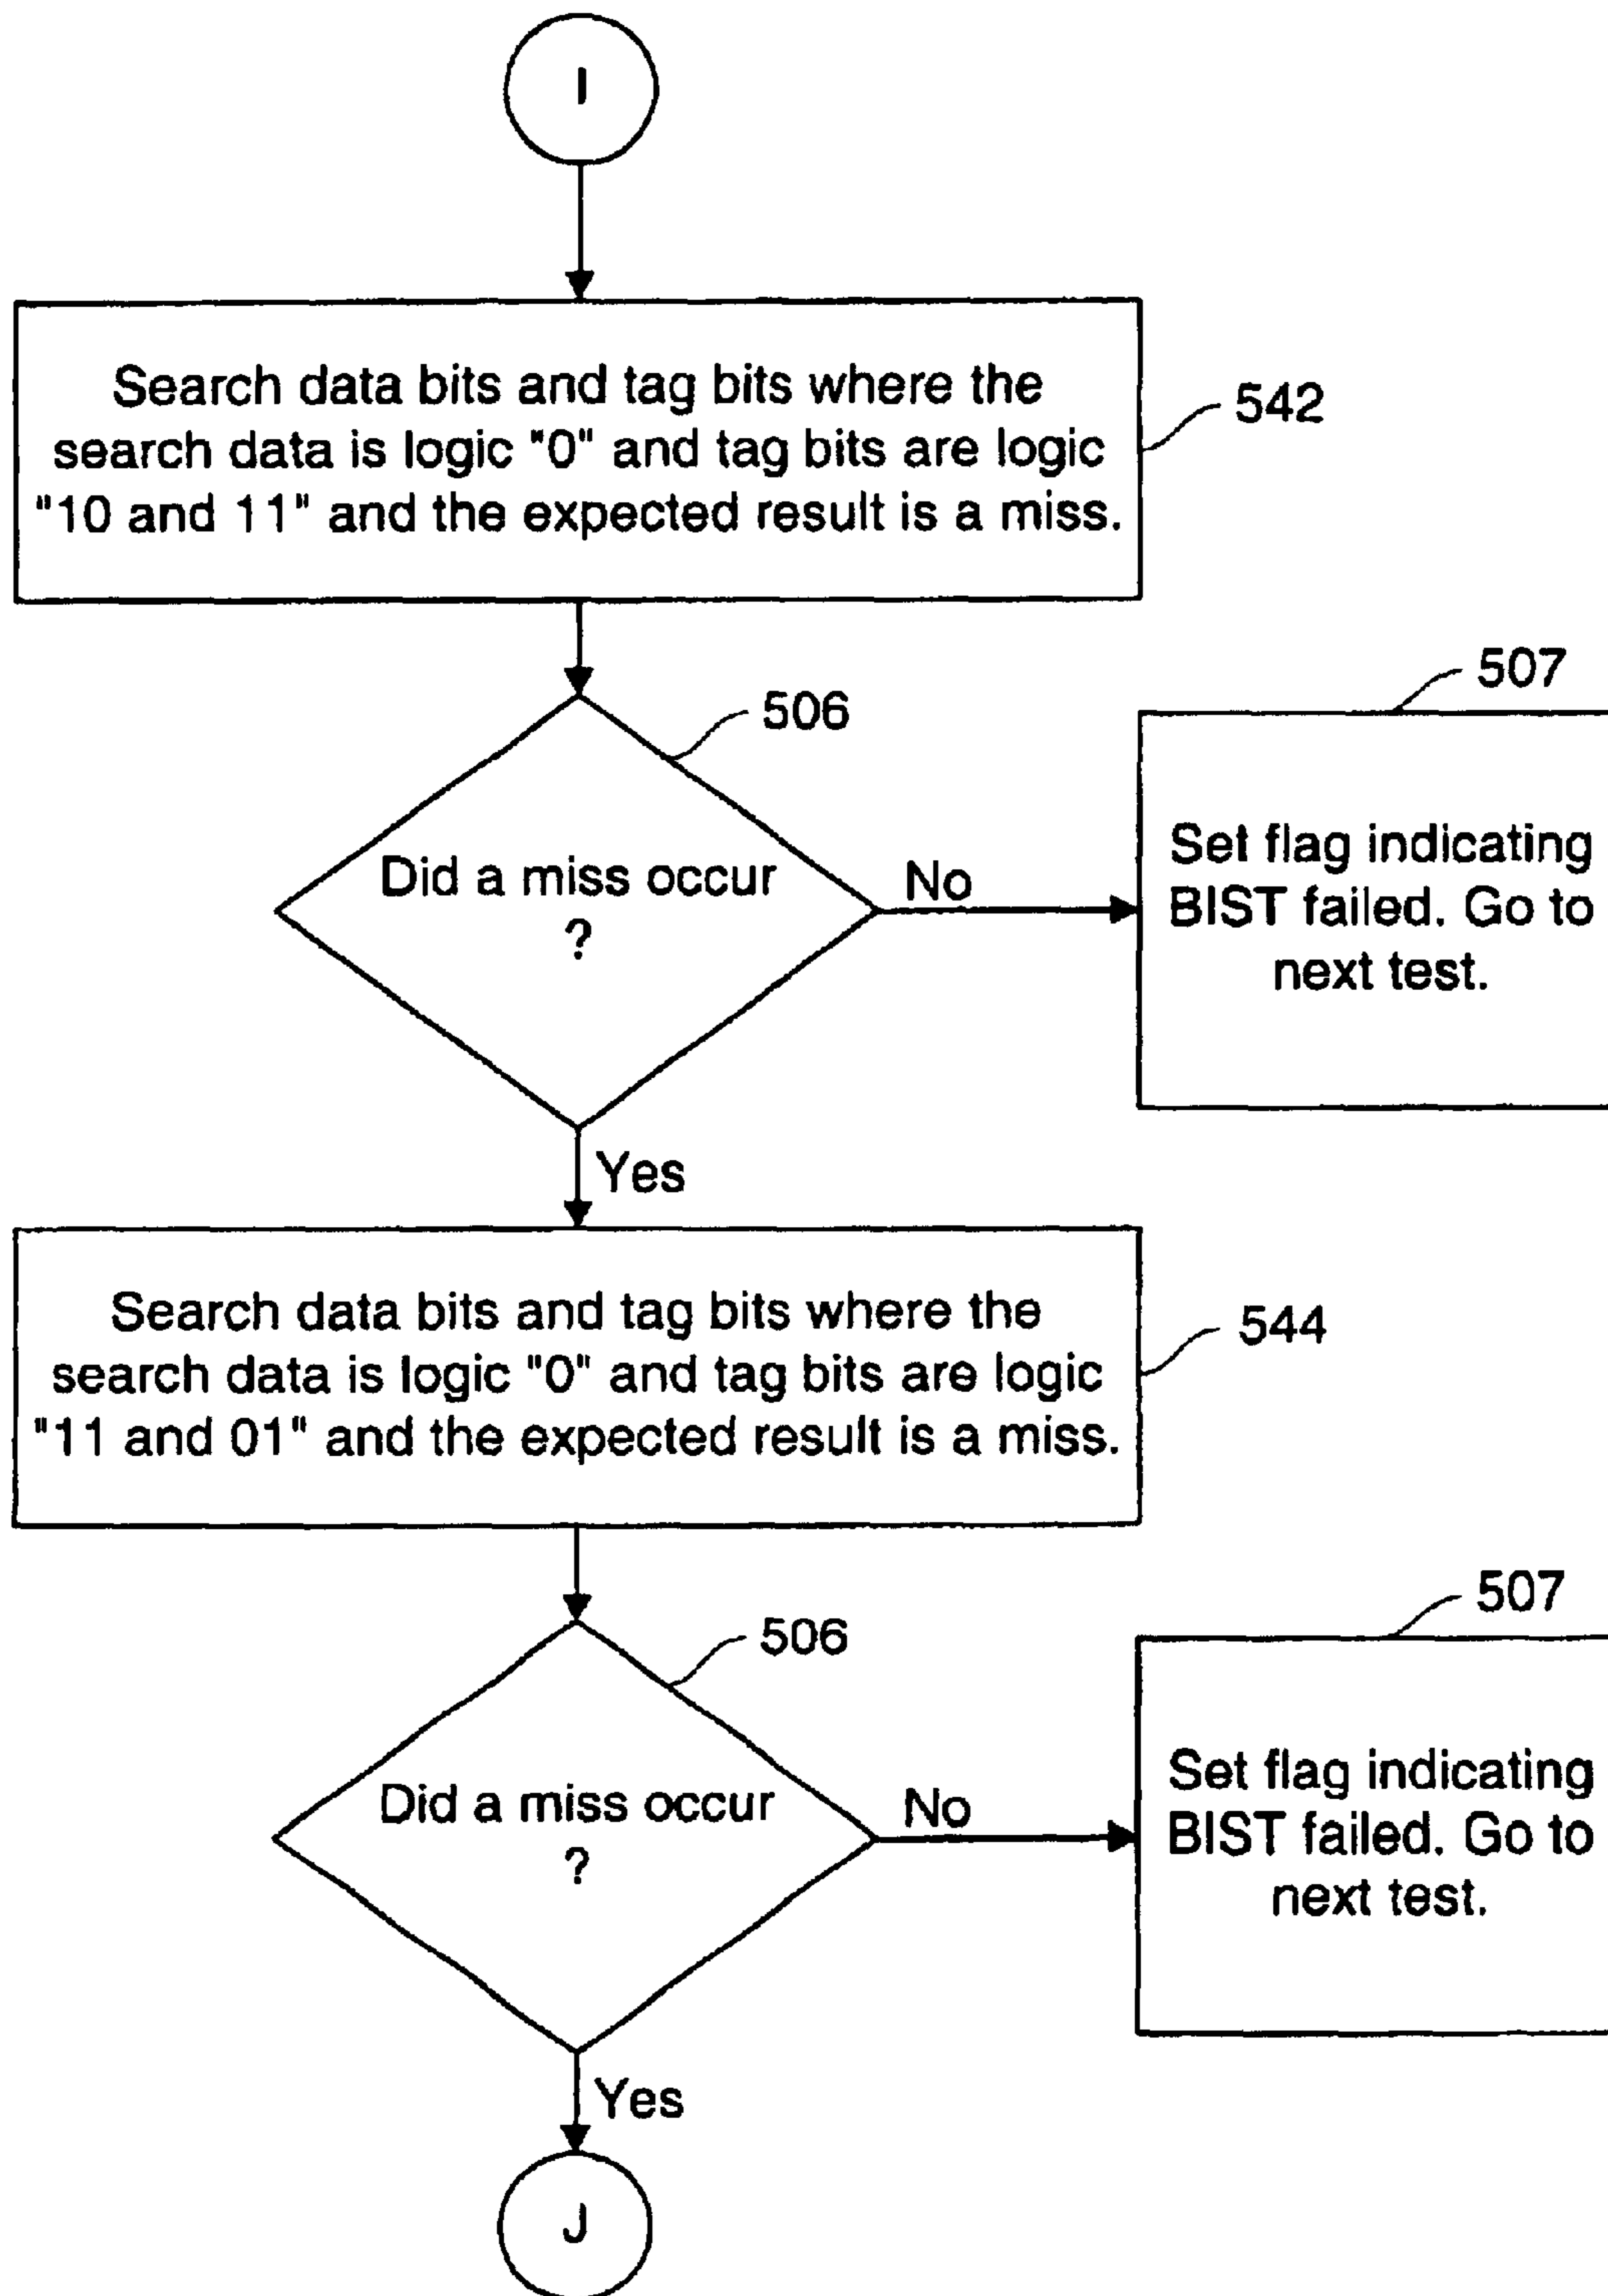 I
Search data bits and tag bits where the
search data is logic "0" and tag bits are logic
"10 and 11" and the expected result is a miss.
542
506
Did a miss occur
?
No
507
Set flag indicating
BIST failed. Go to
next test.
Yes
Search data bits and tag bits where the
search data is logic "0" and tag bits are logic
"11 and 01" and the expected result is a miss.
544
506
Did a miss occur
?
No
507
Set flag indicating
BIST failed. Go to
next test.
Yes
J